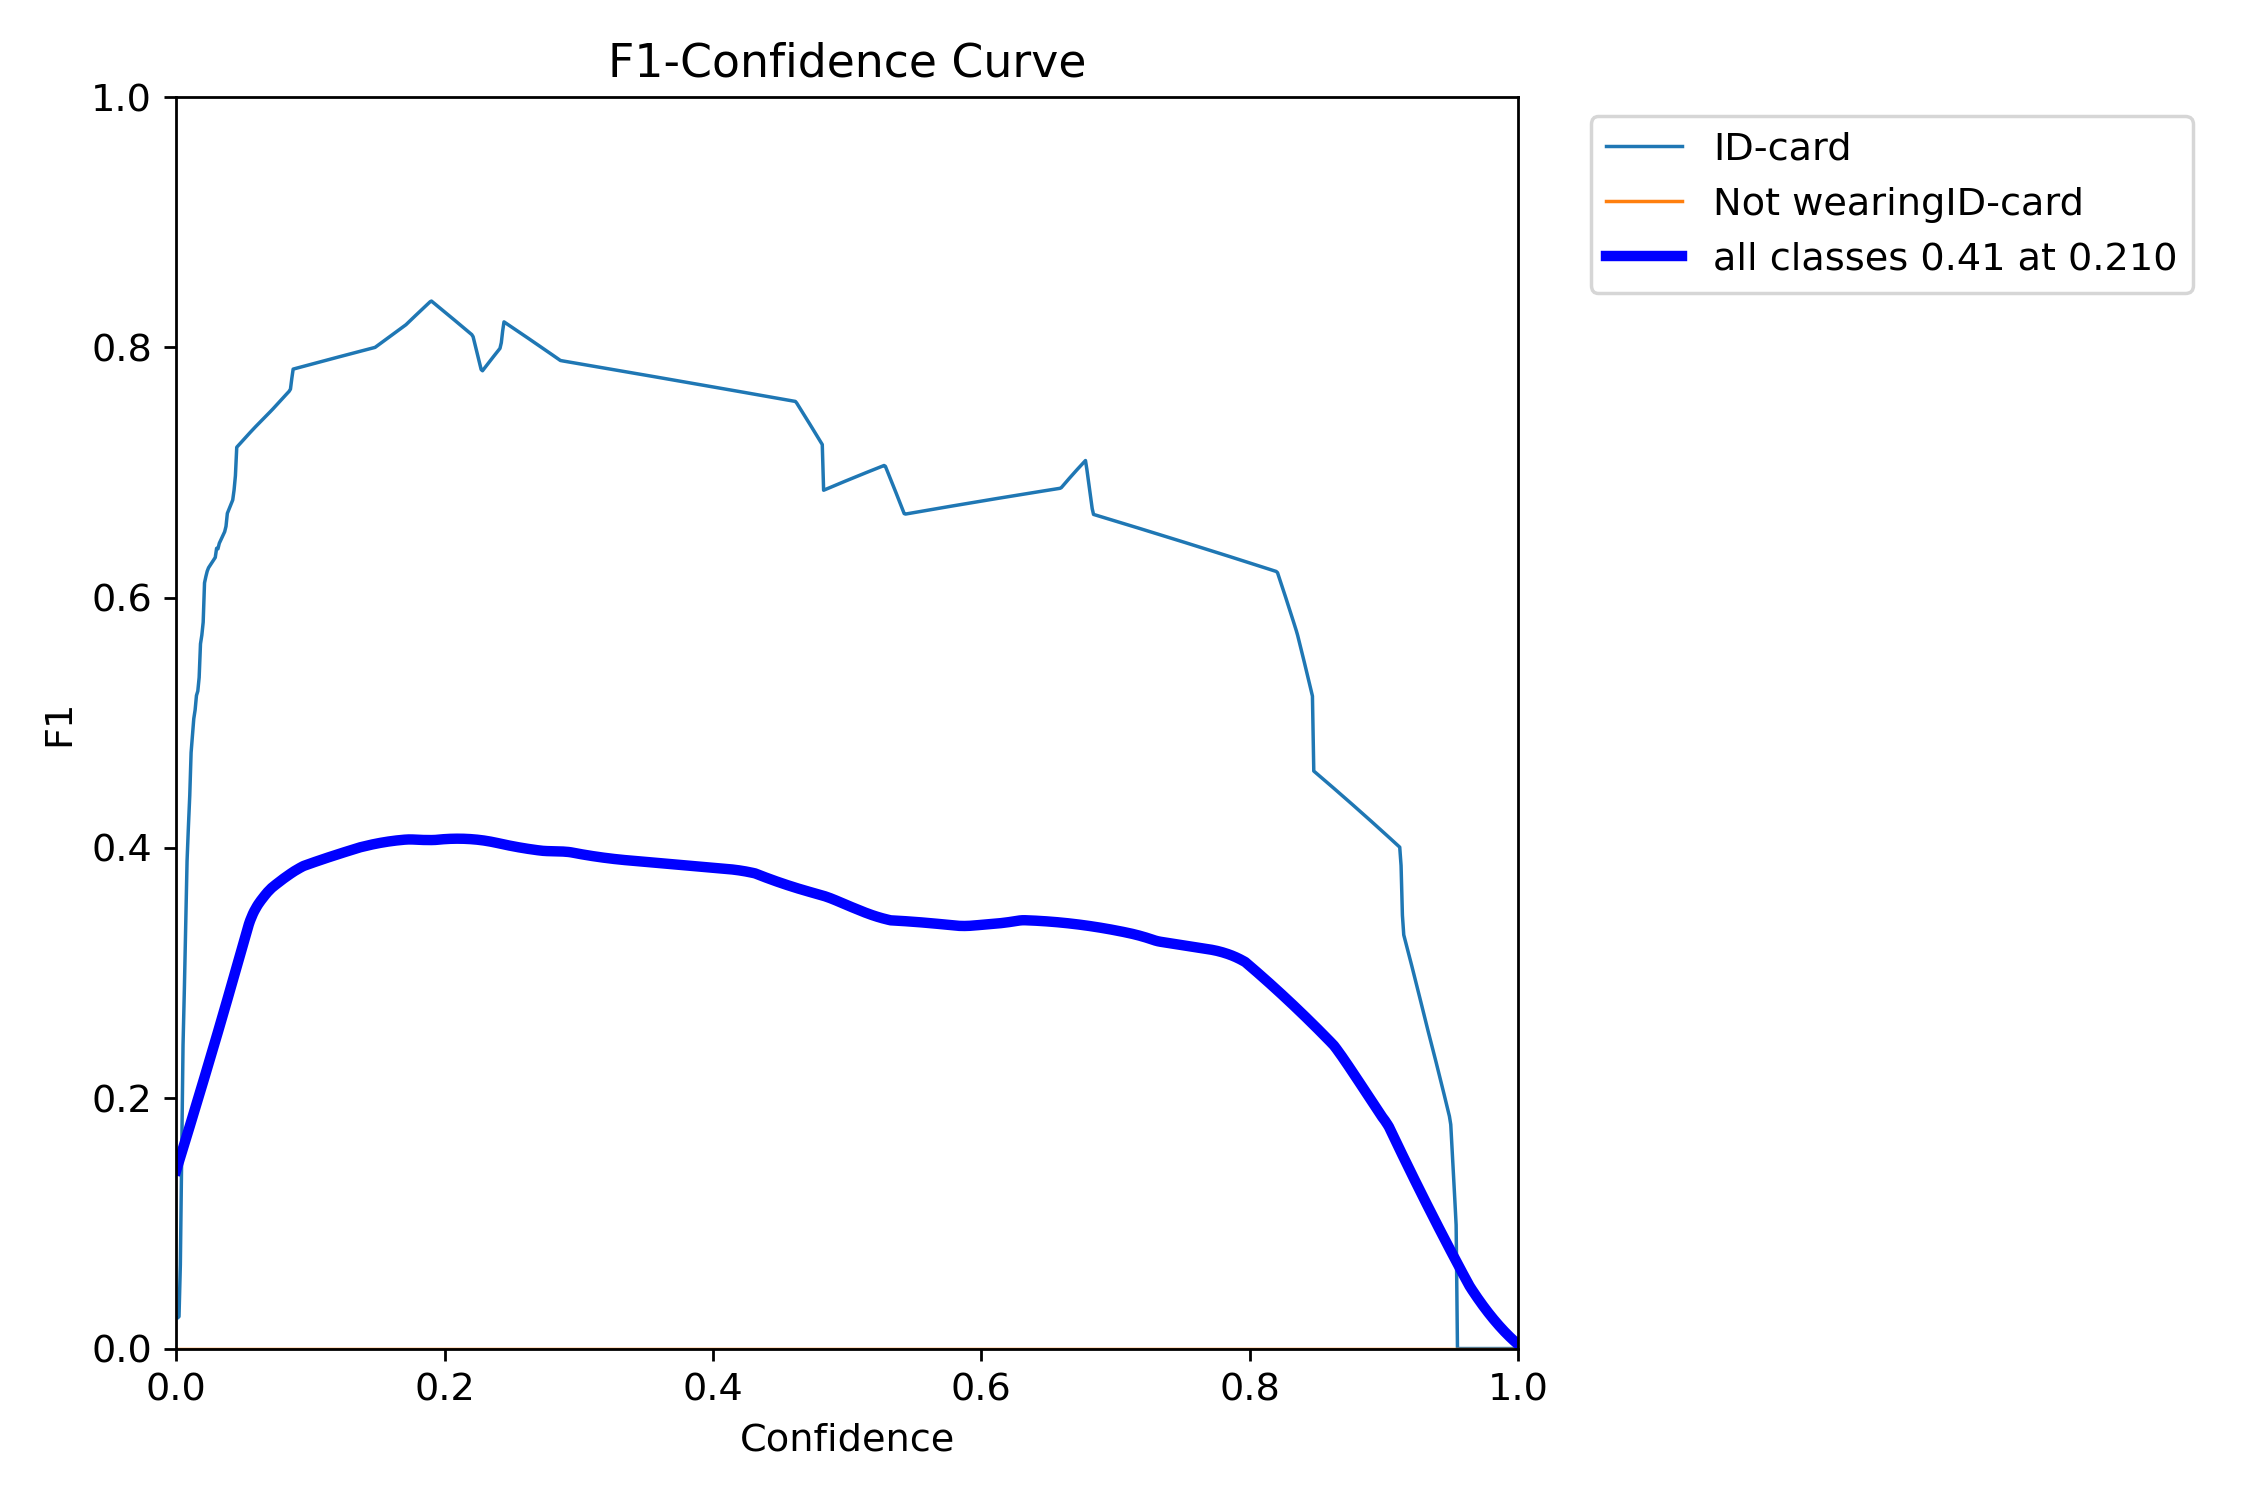 F1-Confidence Curve
1.0
0.8
0.6
0.4
0.2
0.0
F1
0.0 0.2 0.4 0.6 0.8 1.0
Confidence
ID-card
Not wearingID-card
all classes 0.41 at 0.210